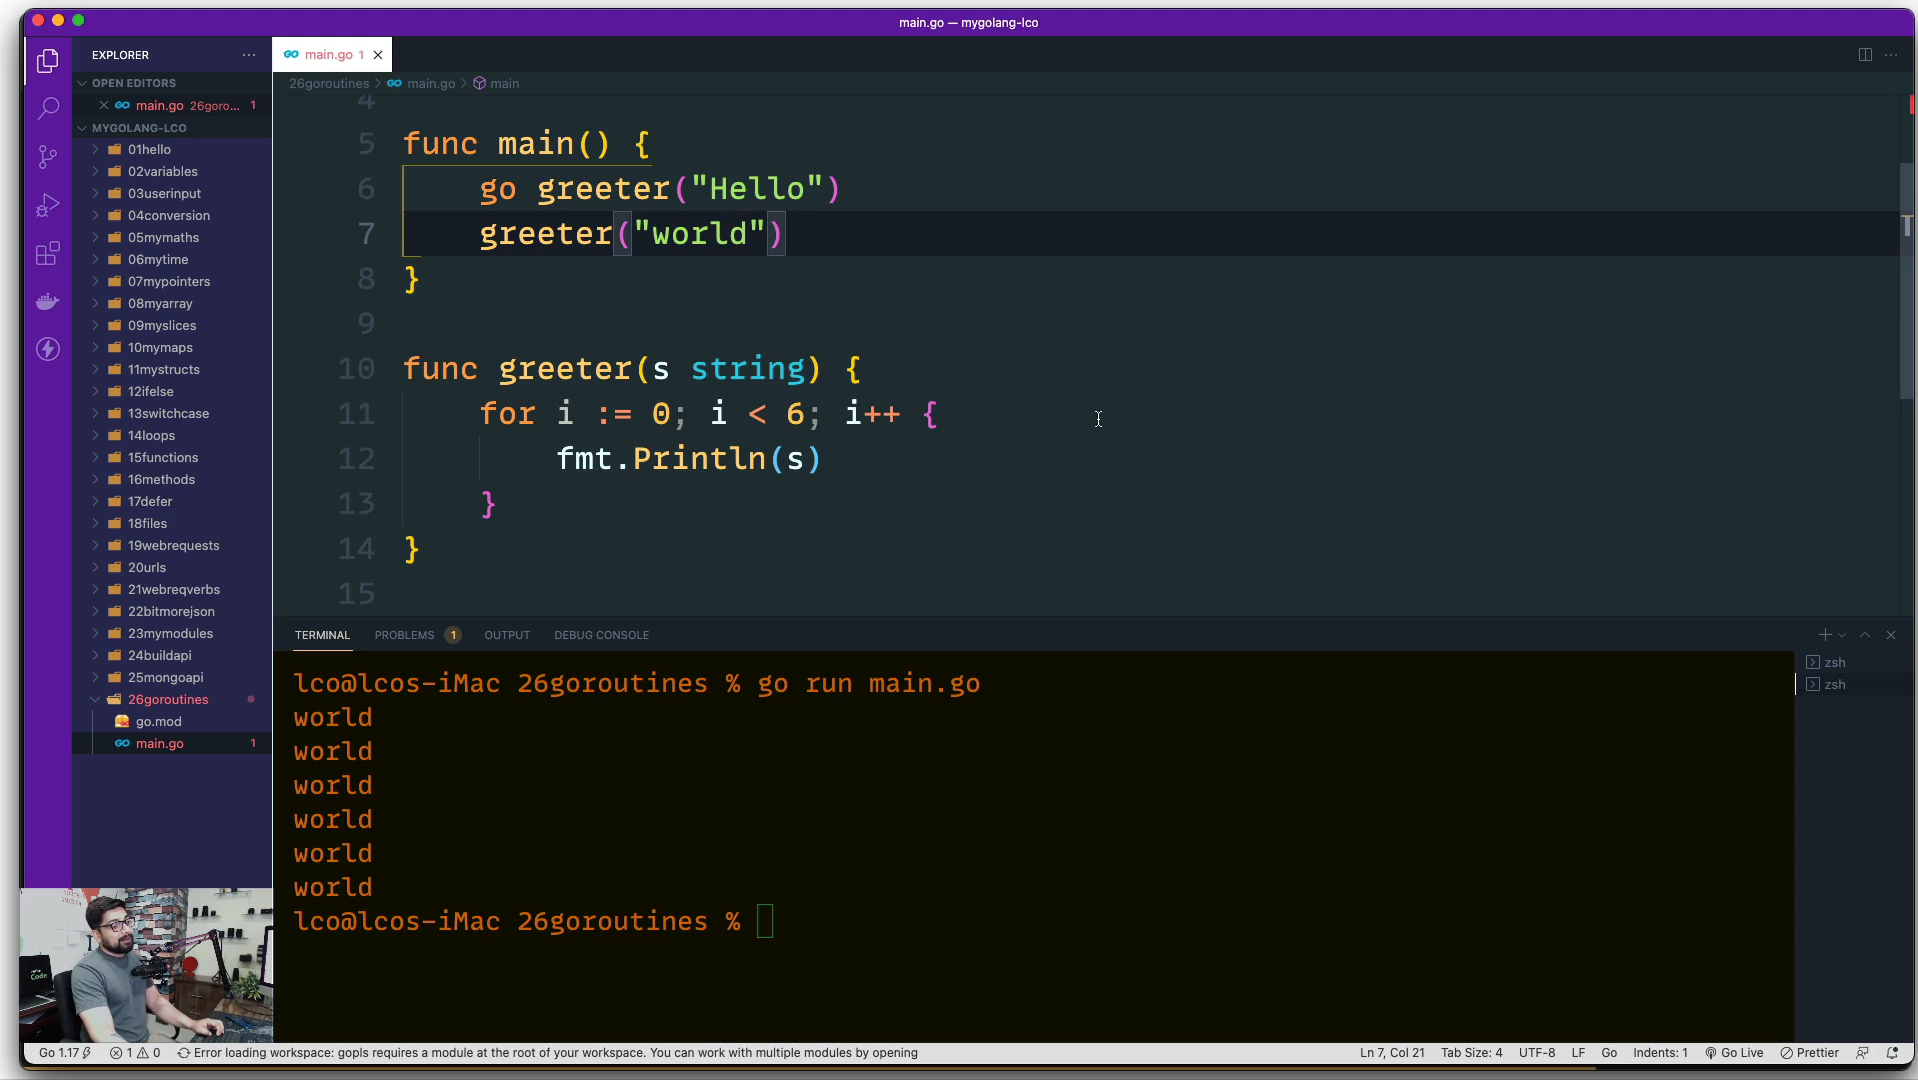 main.go — mygolang-lco
EXPLORER
main.go 1
OPEN EDITORS
main.go 26goro... 1
MYGOLANG-LCO
01hello
02variables
03userinput
04conversion
05mymaths
06mytime
07mypointers
08myarray
09myslices
10mymaps
11mystructs
12ifelse
13switchcase
14loops
15functions
16methods
17defer
18files
19webrequests
20urls
21webreqverbs
22bitmorejson
23mymodules
24buildapi
25mongoapi
26goroutines
go.mod
main.go 1
26goroutines > main.go > main
4
5 func main() {
6 go greeter("Hello")
7 greeter("world")
8 }
9
10 func greeter(s string) {
11 for i := 0; i < 6; i++ {
12 fmt.Println(s)
13 }
14 }
15
TERMINAL PROBLEMS 1 OUTPUT DEBUG CONSOLE
zsh
zsh
lco@lcos-iMac 26goroutines % go run main.go
world
world
world
world
world
world
lco@lcos-iMac 26goroutines %
Code
Go 1.17 1 0 Error loading workspace: gopls requires a module at the root of your workspace. You can work with multiple modules by opening Ln 7, Col 21 Tab Size: 4 UTF-8 LF Go Indents: 1 Go Live Prettier